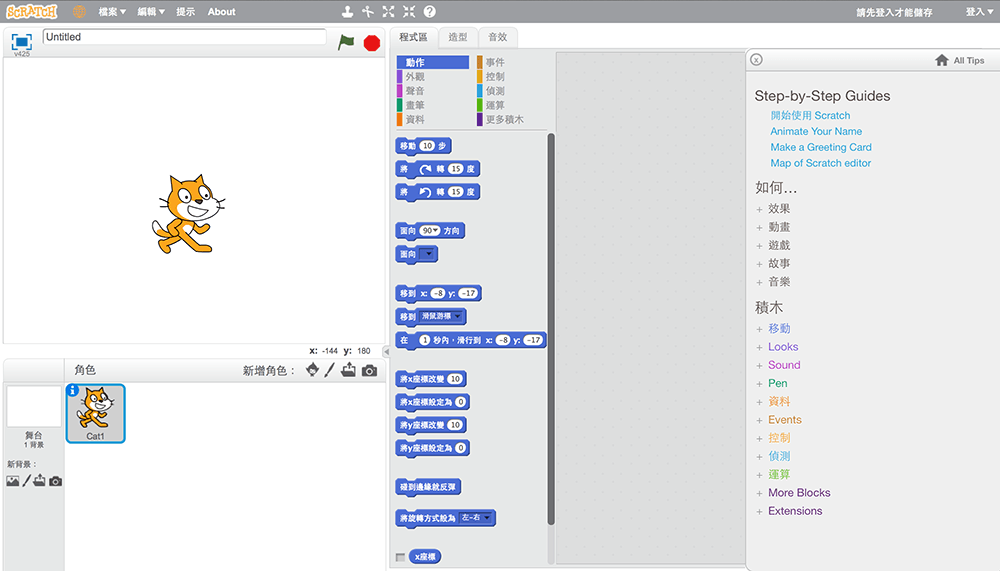 SCRATCH 檔案▼ 編輯▼ 提示 About 請先登入才能儲存 登入▼
v425 Untitled
程式區 造型 音效
動作 事件
外觀 控制
聲音 偵測
畫筆 運算
資料 更多積木
移動 10 步
將 轉 15 度
將 轉 15 度
面向 90▼ 方向
面向 ▼
移到 x: -8 y: -17
移到 滑鼠游標 ▼
在 1 秒內，滑行到 x: -8 y: -17
將x座標改變 10
將x座標設定為 0
將y座標改變 10
將y座標設定為 0
碰到邊緣就反彈
將旋轉方式設為 左-右 ▼
x座標
x: -144 y: 180
角色 新增角色：
舞台
1 背景
新背景：
Cat1
All Tips
Step-by-Step Guides
開始使用 Scratch
Animate Your Name
Make a Greeting Card
Map of Scratch editor
如何...
+ 效果
+ 動畫
+ 遊戲
+ 故事
+ 音樂
積木
+ 移動
+ Looks
+ Sound
+ Pen
+ 資料
+ Events
+ 控制
+ 偵測
+ 運算
+ More Blocks
+ Extensions